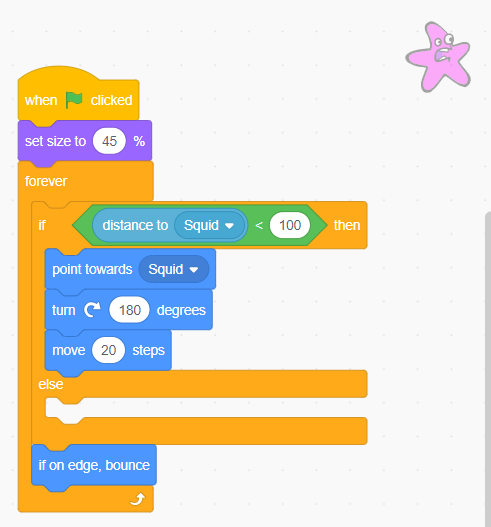 when clicked
set size to 45 %
forever
if distance to Squid < 100 then
point towards Squid
turn 180 degrees
move 20 steps
else
if on edge, bounce